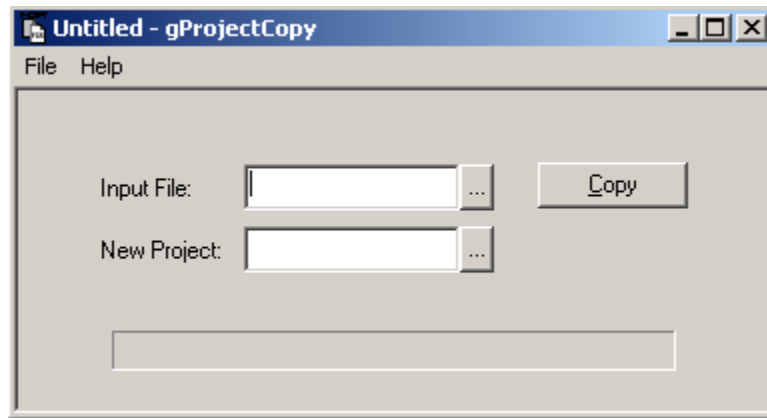 Untitled - gProjectCopy
File Help
Input File: ... Copy
New Project: ...